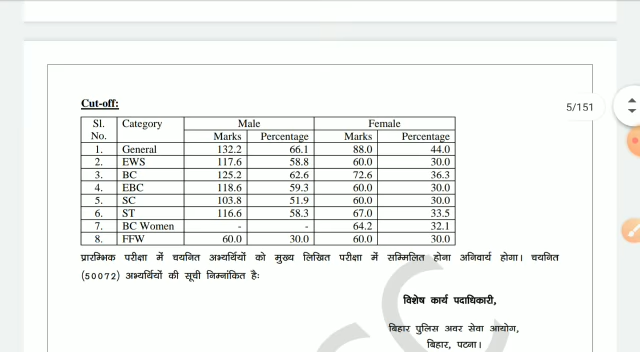 Cut-off:
Sl. No. Category Male Female
Marks Percentage Marks Percentage
1. General 132.2 66.1 88.0 44.0
2. EWS 117.6 58.8 60.0 30.0
3. BC 125.2 62.6 72.6 36.3
4. EBC 118.6 59.3 60.0 30.0
5. SC 103.8 51.9 60.0 30.0
6. ST 116.6 58.3 67.0 33.5
7. BC Women - - 64.2 32.1
8. FFW 60.0 30.0 60.0 30.0
प्रारम्भिक परीक्षा में चयनित अभ्यर्थियों को मुख्य लिखित परीक्षा में सम्मिलित होना अनिवार्य होगा। चयनित
(50072) अभ्यर्थियों की सूची निम्नांकित हैः
विशेष कार्य पदाधिकारी,
बिहार पुलिस अवर सेवा आयोग,
बिहार, पटना।
5/151